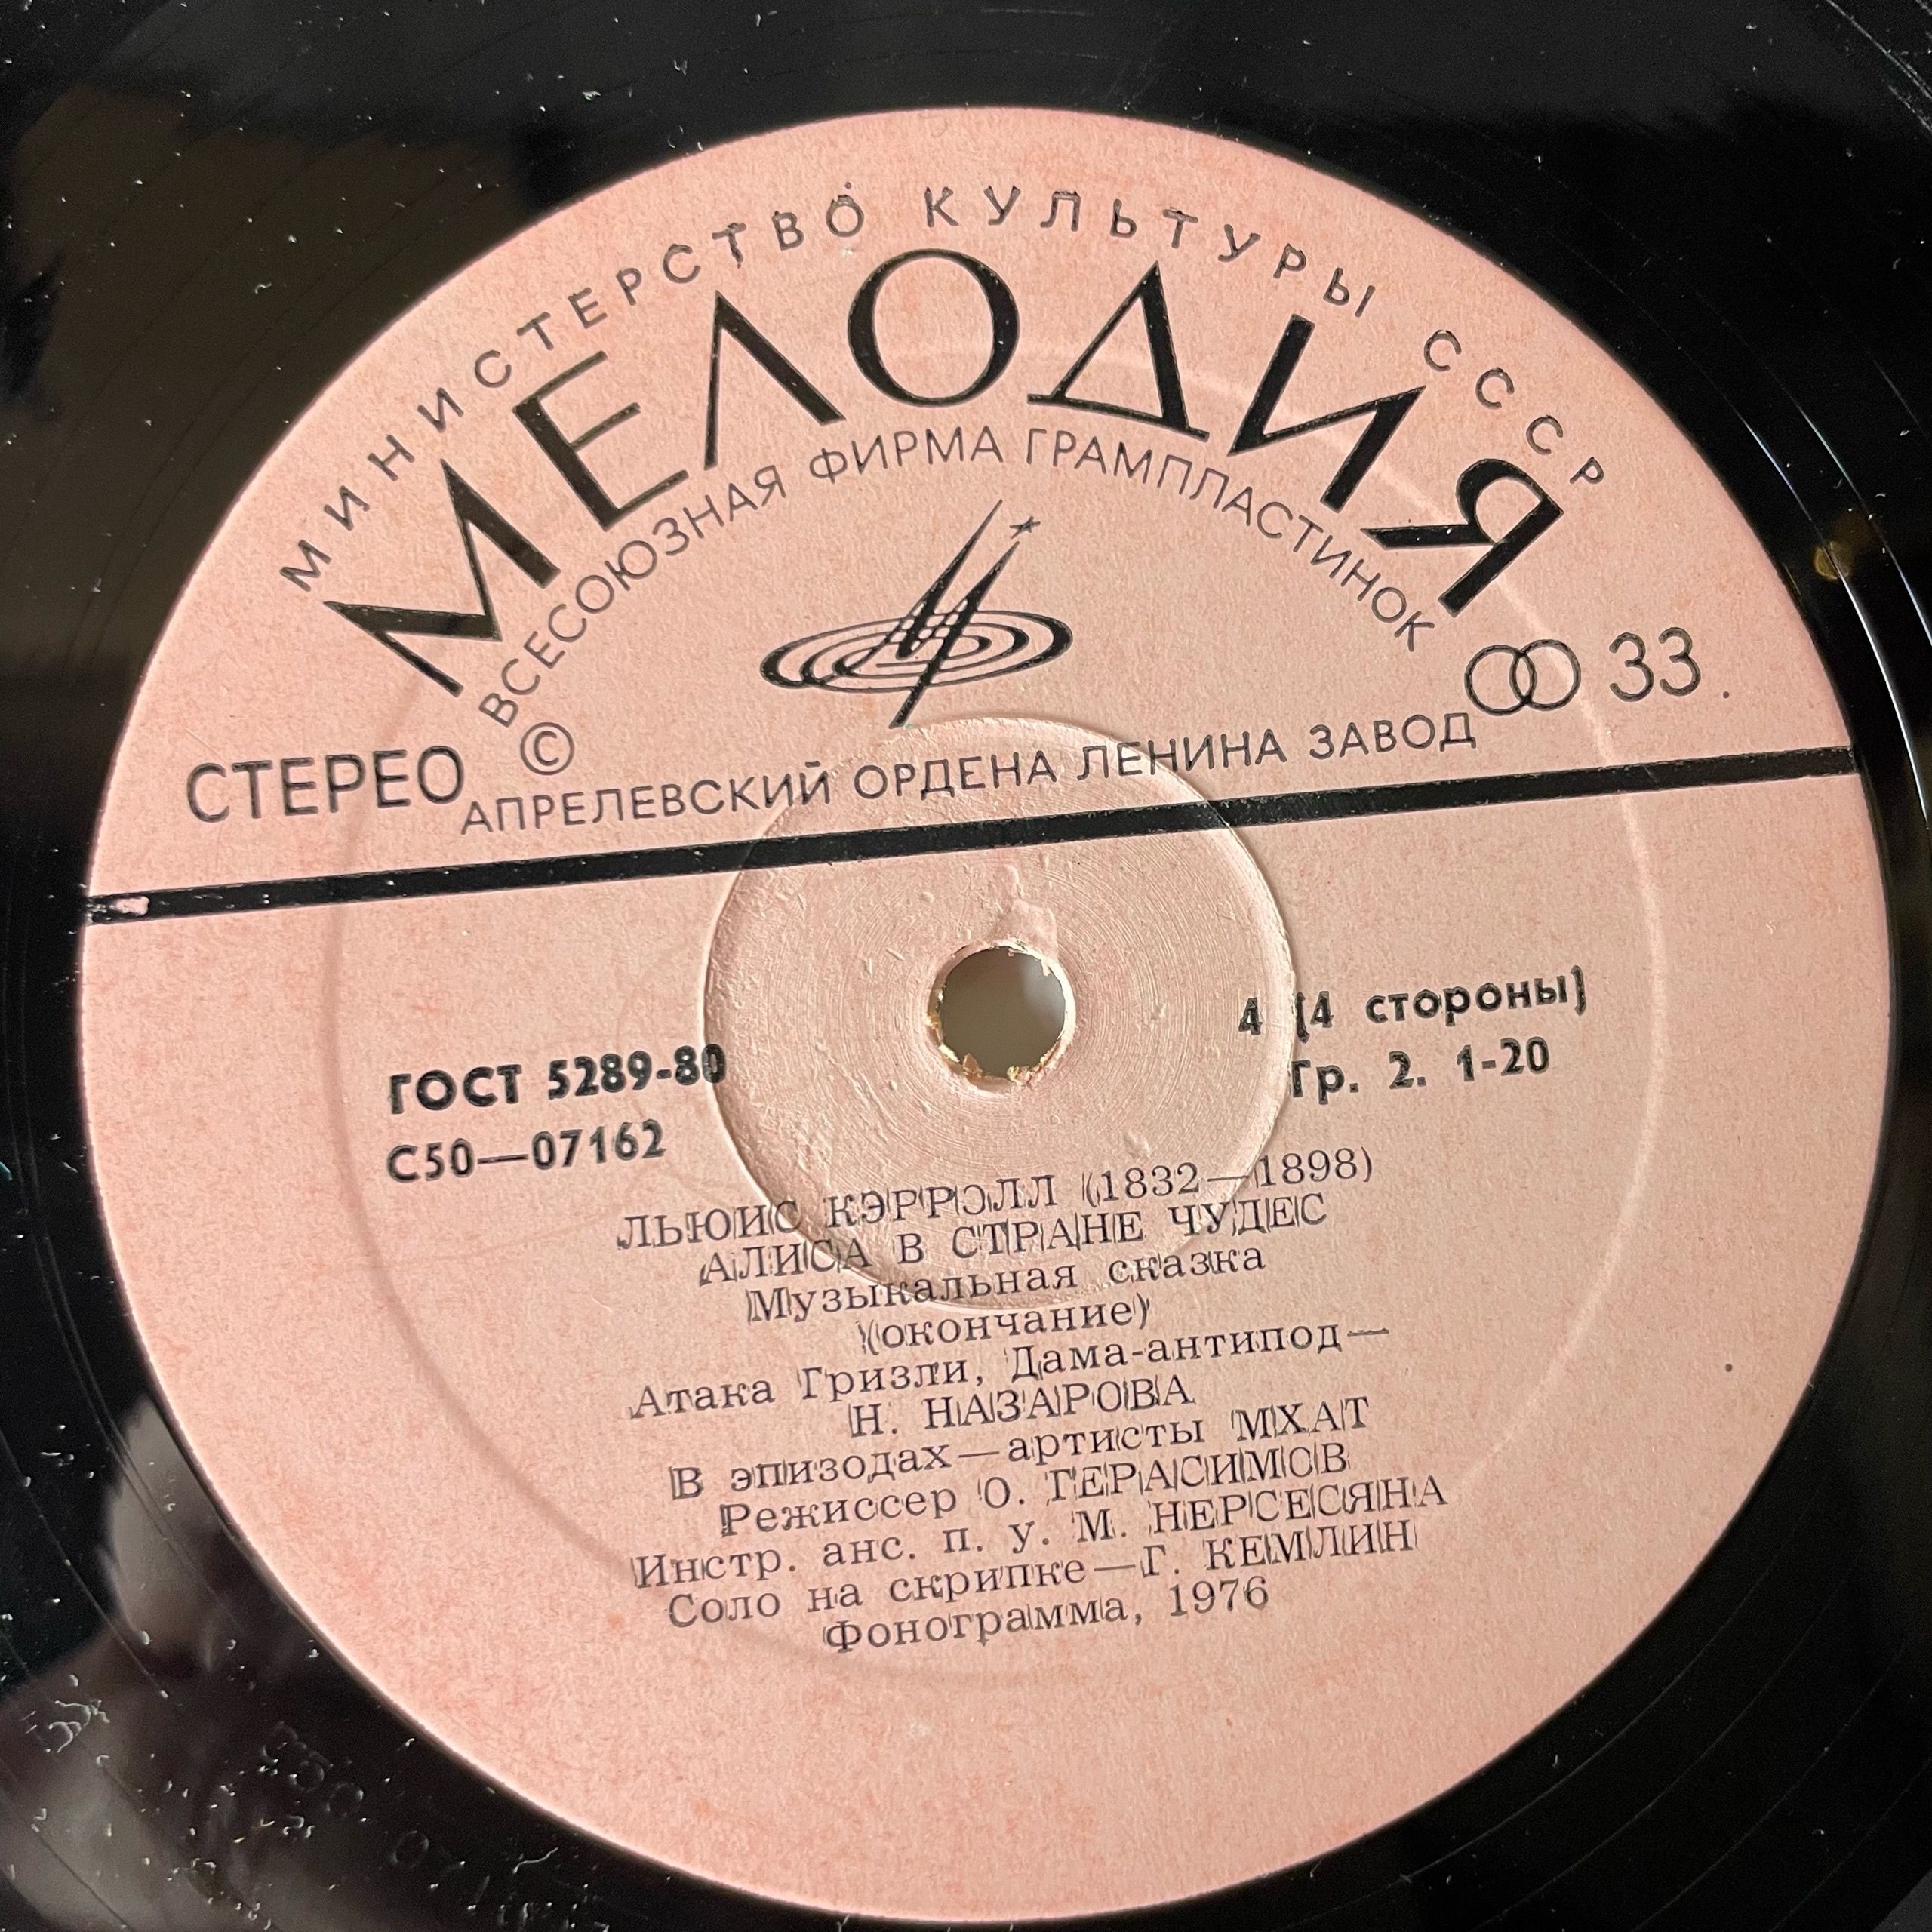 МИНИСТЕРСТВО КУЛЬТУРЫ СССР
МЕЛОДИЯ
ВСЕСОЮЗНАЯ ФИРМА ГРАМПЛАСТИНОК
СТЕРЕО
©
33
АПРЕЛЕВСКИЙ ОРДЕНА ЛЕНИНА ЗАВОД
ГОСТ 5289-80
С50—07162
4 (4 стороны)
Гр. 2. 1-20
ЛЬЮИС КЭРРОЛЛ (1832—1898)
АЛИСА В СТРАНЕ ЧУДЕС
Музыкальная сказка
(окончание)
Атака Гризли, Дама-антипод—
Н. НАЗАРОВА
В эпизодах—артисты МХАТ
Режиссер О. ГЕРАСИМОВ
Инстр. анс. п. у. М. НЕРСЕСЯНА
Соло на скрипке—Г. КЕМЛИН
Фонограмма, 1976